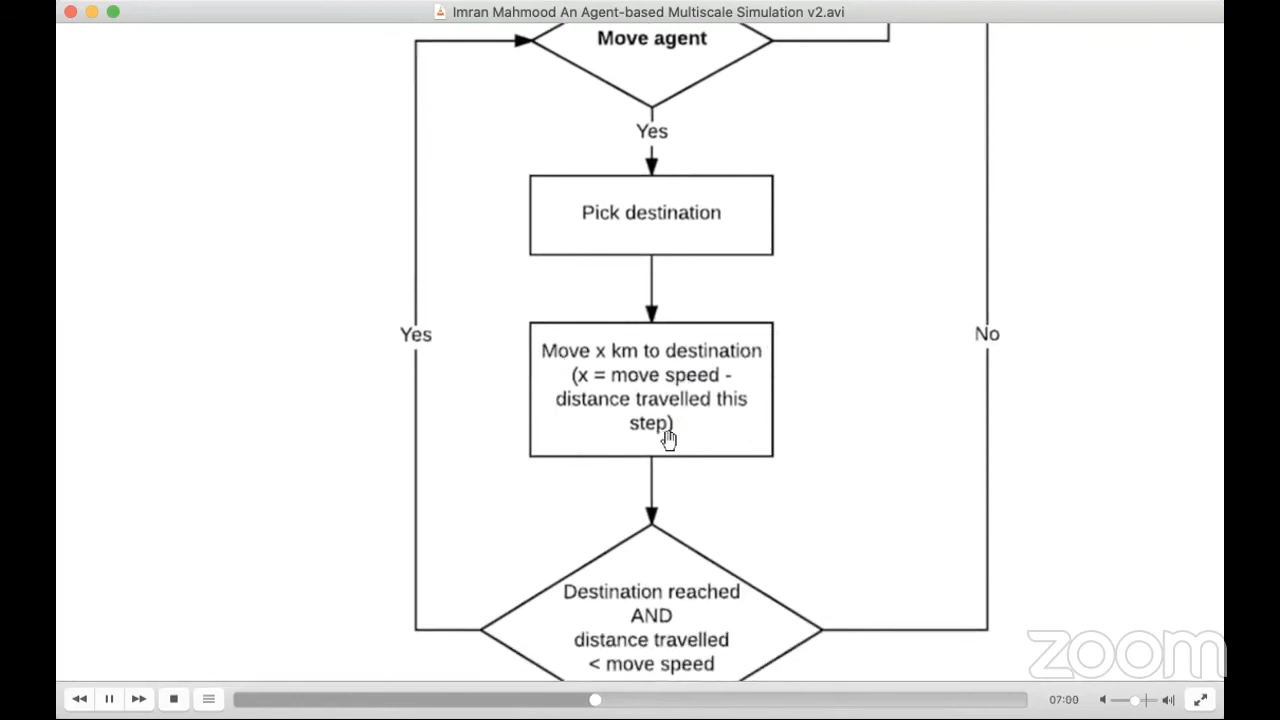 Imran Mahmood An Agent-based Multiscale Simulation v2.avi
Move agent
Yes
Pick destination
Yes
No
Move x km to destination
(x = move speed -
distance travelled this
step)
Destination reached
AND
distance travelled
< move speed
zoom
07:00